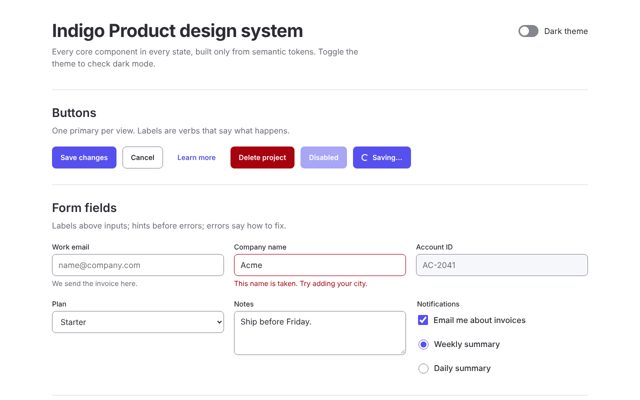 Indigo Product design system
Dark theme
Every core component in every state, built only from semantic tokens. Toggle the
theme to check dark mode.
Buttons
One primary per view. Labels are verbs that say what happens.
Save changes
Cancel
Learn more
Delete project
Disabled
Saving…
Form fields
Labels above inputs; hints before errors; errors say how to fix.
Work email
Company name
Account ID
name@company.com
Acme
AC-2041
We send the invoice here.
This name is taken. Try adding your city.
Plan
Notes
Notifications
Starter
Ship before Friday.
Email me about invoices
Weekly summary
Daily summary